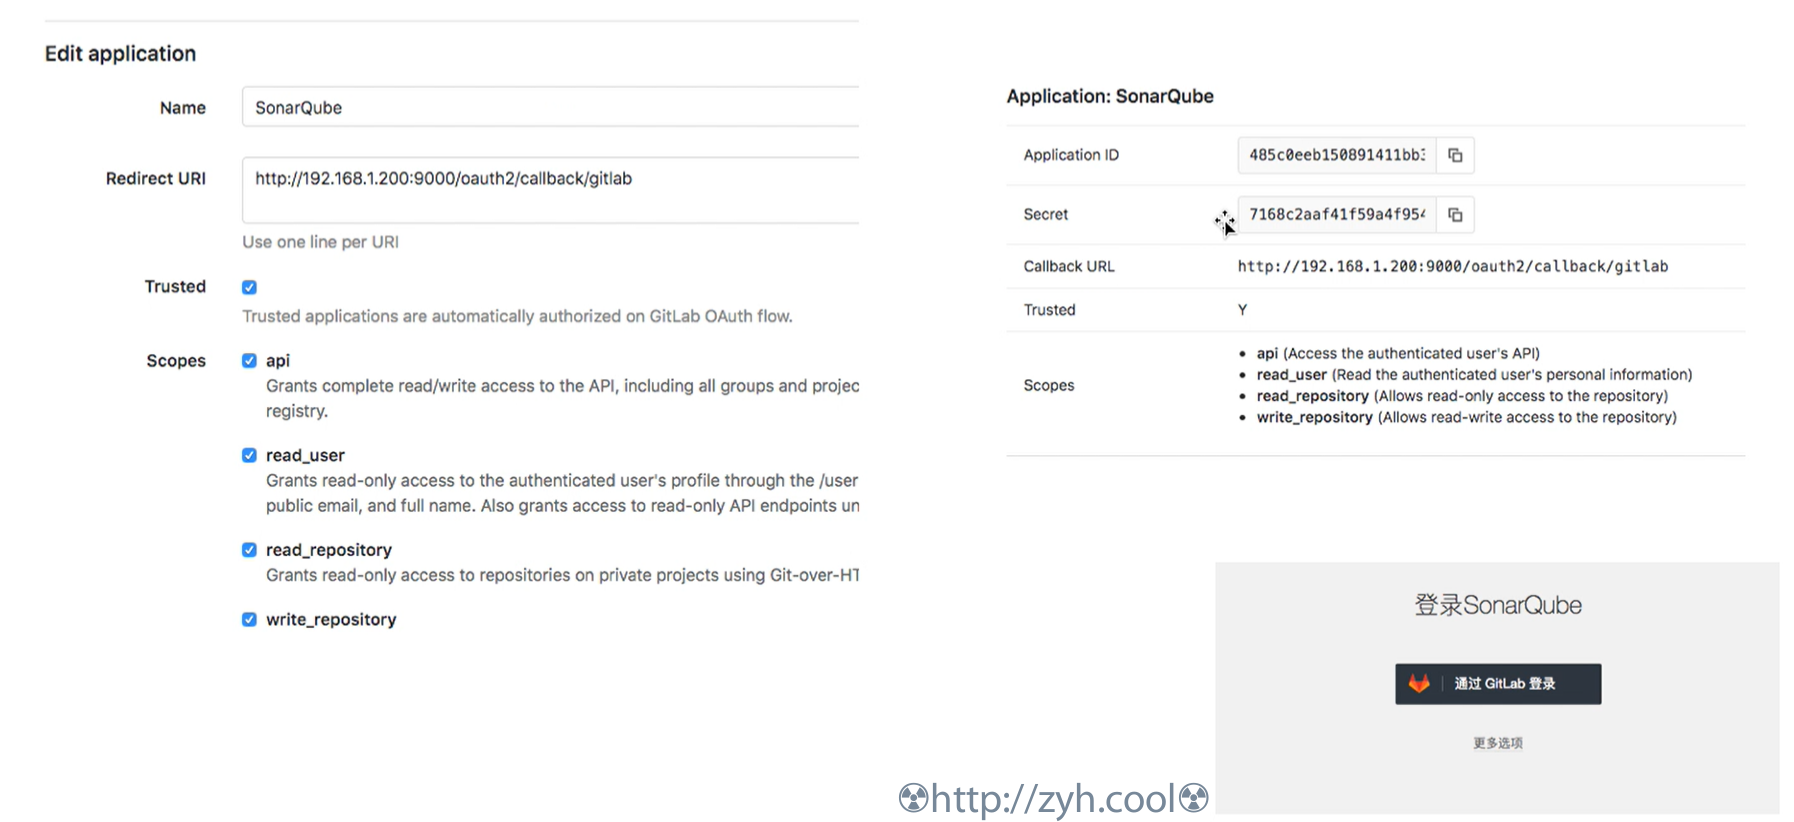 Edit application
Name
SonarQube
Redirect URI
http://192.168.1.200:9000/oauth2/callback/gitlab
Use one line per URI
Trusted
Trusted applications are automatically authorized on GitLab OAuth flow.
Scopes
api
Grants complete read/write access to the API, including all groups and projec
registry.
read_user
Grants read-only access to the authenticated user's profile through the /user
public email, and full name. Also grants access to read-only API endpoints un
read_repository
Grants read-only access to repositories on private projects using Git-over-HT
write_repository
Application: SonarQube
Application ID
485c0eeb150891411bb
Secret
7168c2aaf41f59a4f954
Callback URL
http://192.168.1.200:9000/oauth2/callback/gitlab
Trusted
Y
Scopes
api (Access the authenticated user's API)
read_user (Read the authenticated user's personal information)
read_repository (Allows read-only access to the repository)
write_repository (Allows read-write access to the repository)
登录SonarQube
通过 GitLab 登录
更多选项
☢http://zyh.cool☢